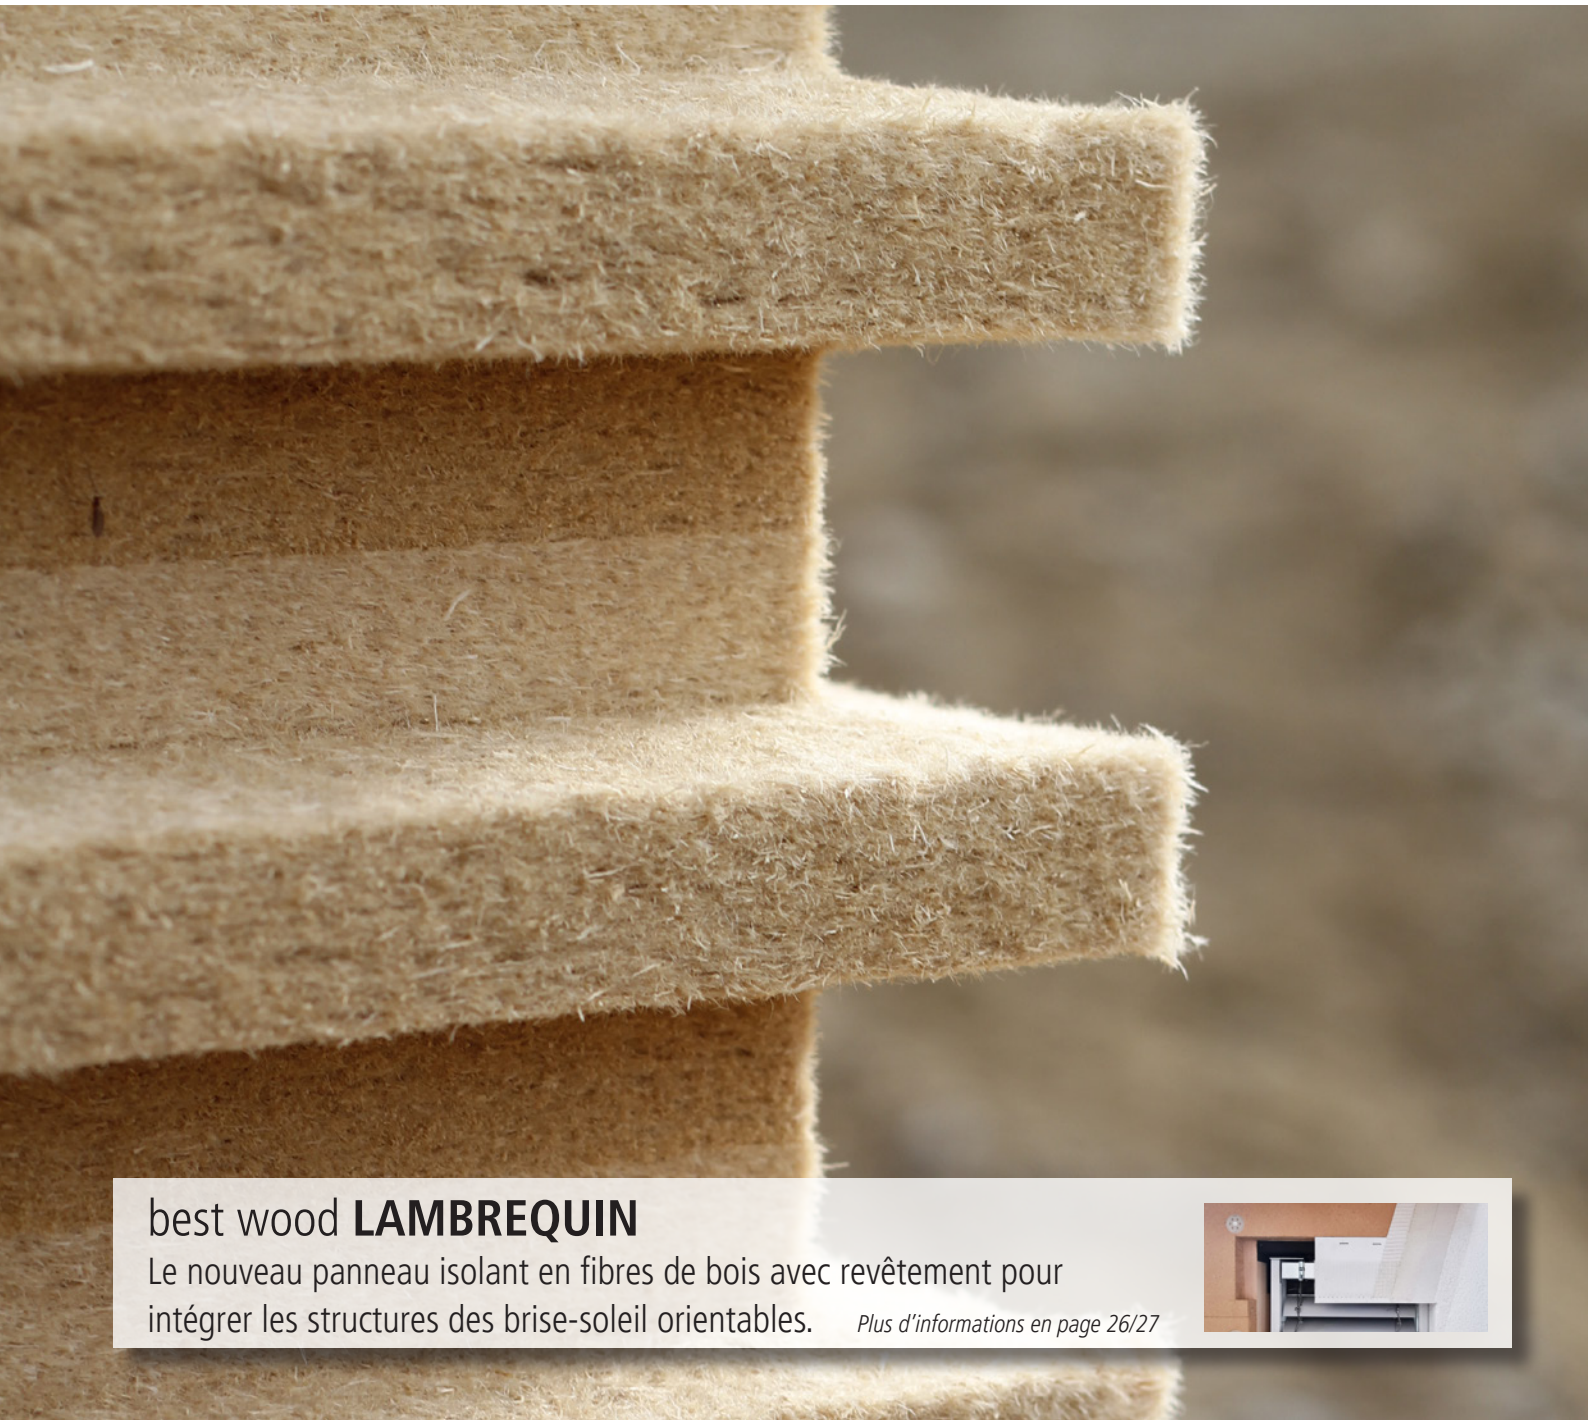 best wood LAMBREQUIN
Le nouveau panneau isolant en fibres de bois avec revêtement pour
intégrer les structures des brise-soleil orientables. Plus d'informations en page 26/27